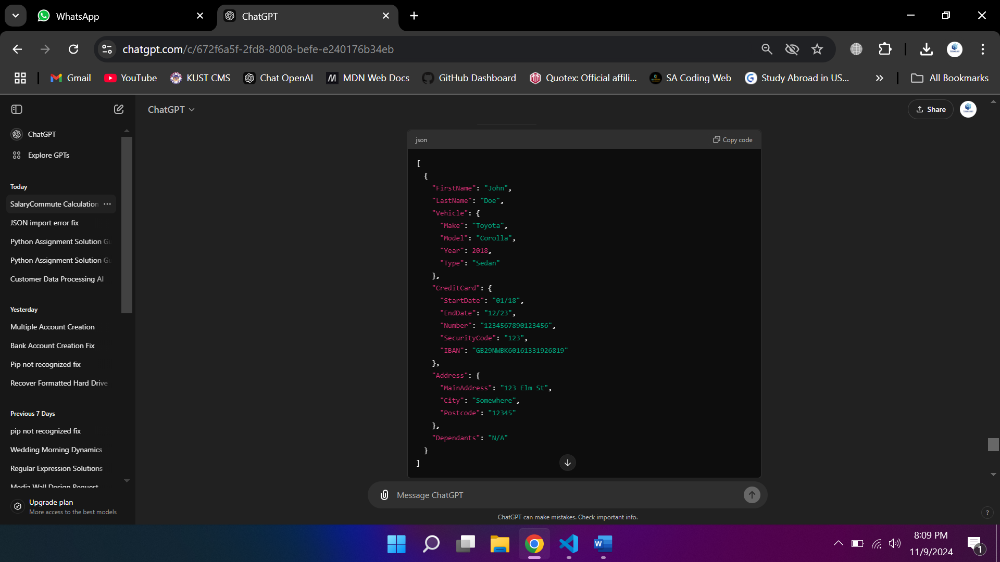 WhatsApp
ChatGPT
chatgpt.com/c/672f6a5f-2fd8-8008-befe-e240176b34eb
Gmail
YouTube
KUST CMS
Chat OpenAI
MDN Web Docs
GitHub Dashboard
Quotex: Official affili...
SA Coding Web
Study Abroad in US...
All Bookmarks
ChatGPT
Explore GPTs
Today
SalaryCommute Calculation
JSON import error fix
Python Assignment Solution Gu
Python Assignment Solution Gu
Customer Data Processing AI
Yesterday
Multiple Account Creation
Bank Account Creation Fix
Pip not recognized fix
Recover Formatted Hard Drive
Previous 7 Days
pip not recognized fix
Wedding Morning Dynamics
Regular Expression Solutions
Media Wall Design Request
Upgrade plan
More access to the best models
ChatGPT
Share
json
Copy code
[
{
"FirstName": "John",
"LastName": "Doe",
"Vehicle": {
"Make": "Toyota",
"Model": "Corolla",
"Year": 2018,
"Type": "Sedan"
},
"CreditCard": {
"StartDate": "01/18",
"EndDate": "12/23",
"Number": "1234567890123456",
"SecurityCode": "123",
"IBAN": "GB29NWBK60161331926819"
},
"Address": {
"MainAddress": "123 Elm St",
"City": "Somewhere",
"Postcode": "12345"
},
"Dependants": "N/A"
}
]
Message ChatGPT
ChatGPT can make mistakes. Check important info.
?
8:09 PM
11/9/2024
1